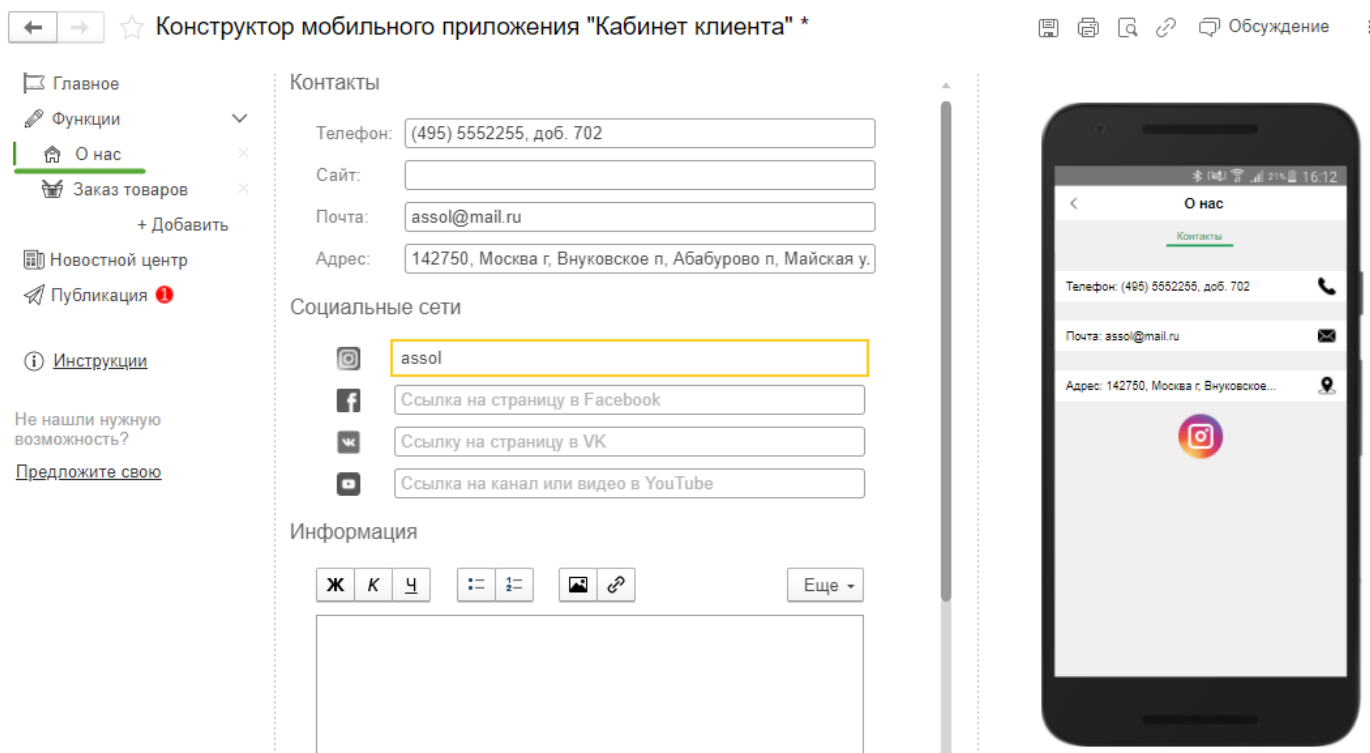 Конструктор мобильного приложения "Кабинет клиента" *
Обсуждение
Главное
Функции
О нас
Заказ товаров
+ Добавить
Новостной центр
Публикация 1
Инструкции
Не нашли нужную
возможность?
Предложите свою
Контакты
Телефон: (495) 5552255, доб. 702
Сайт:
Почта: assol@mail.ru
Адрес: 142750, Москва г, Внуковское п, Абабурово п, Майская у.
Социальные сети
assol
Ссылка на страницу в Facebook
Ссылку на страницу в VK
Ссылка на канал или видео в YouTube
Информация
Ж К Ч
Еще
21% 16:12
О нас
Контакты
Телефон: (495) 5552255, доб. 702
Почта: assol@mail.ru
Адрес: 142750, Москва г, Внуковское...